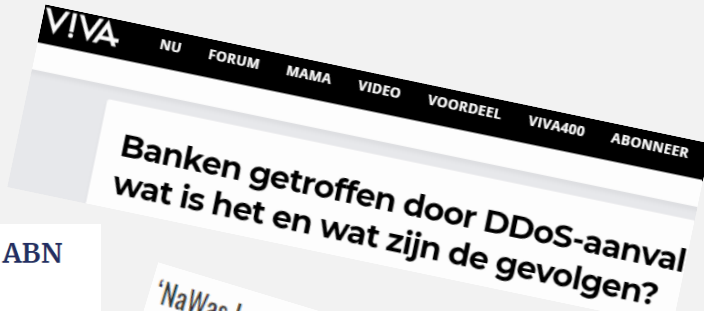 VIVA
NU FORUM MAMA VIDEO VOORDEEL VIVA400 ABONNEER
Banken getroffen door DDoS-aanval
wat is het en wat zijn de gevolgen?
ABN
‘NaWas